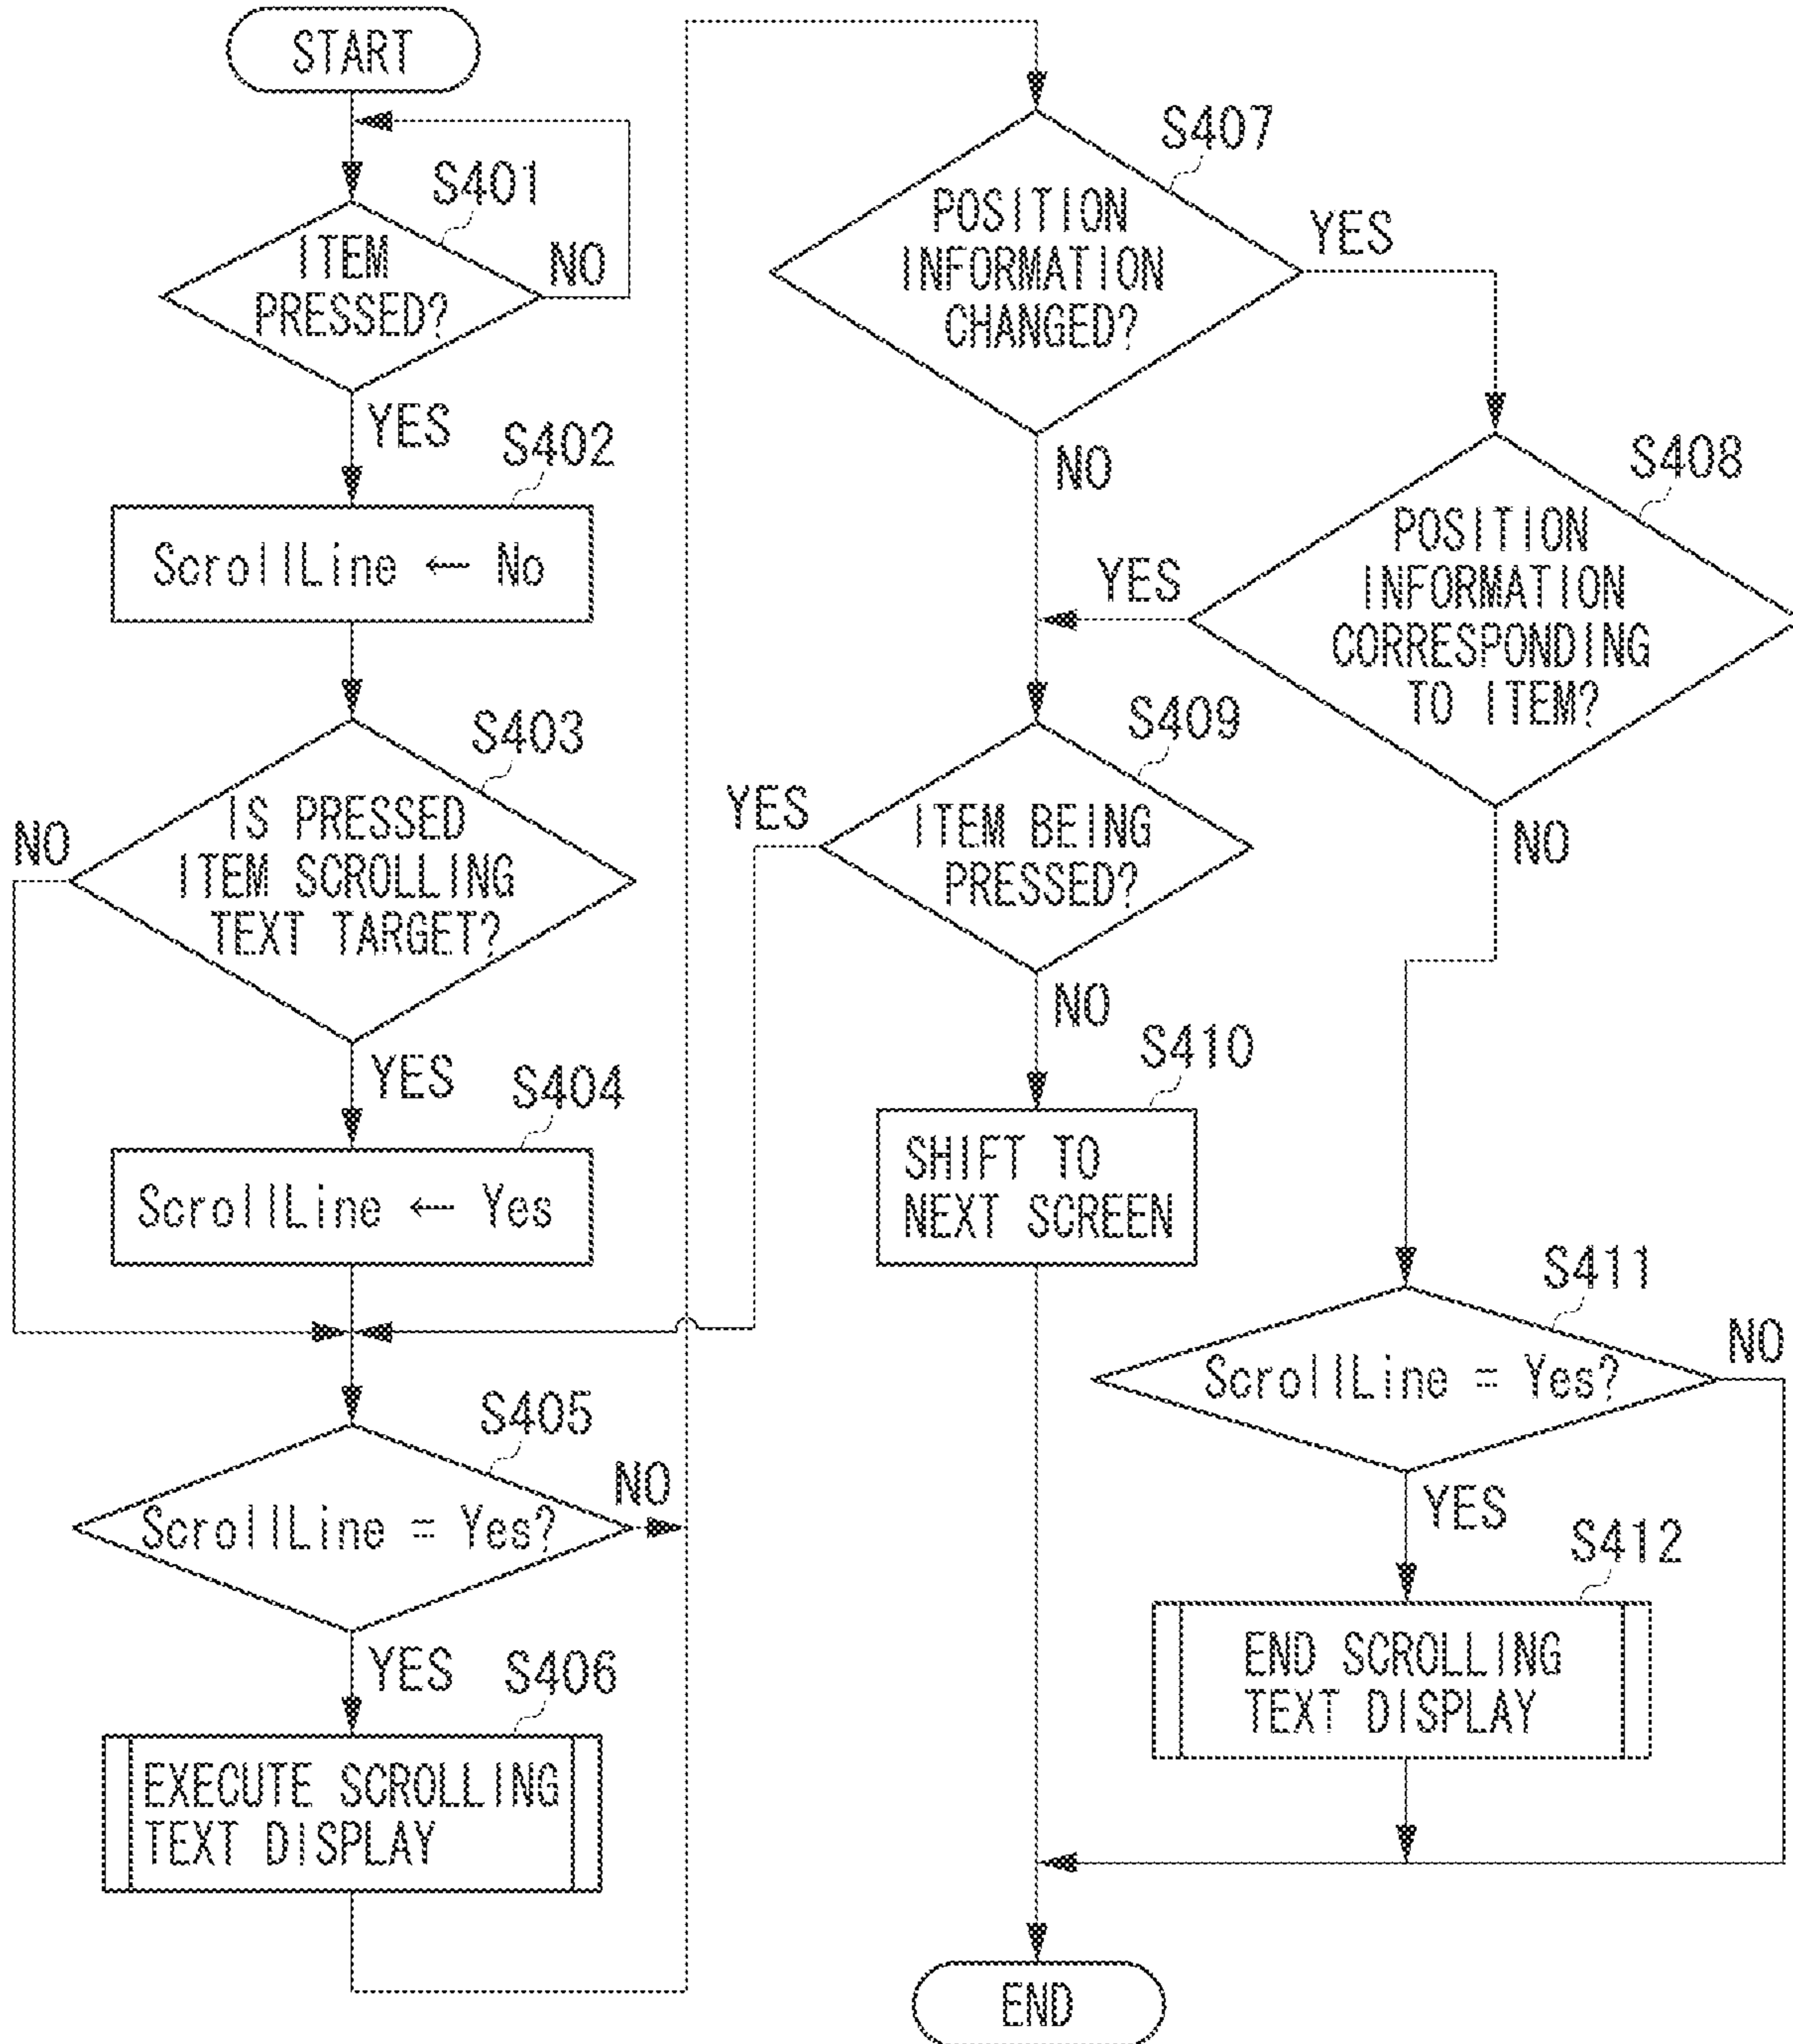 START
S401
ITEM
PRESSED?
NO
YES
S402
ScrollLine ← No
S403
IS PRESSED
ITEM SCROLLING
TEXT TARGET?
NO
YES
S404
ScrollLine ← Yes
S405
ScrollLine = Yes?
NO
YES
S406
EXECUTE SCROLLING
TEXT DISPLAY
S407
POSITION
INFORMATION
CHANGED?
YES
NO
S408
POSITION
INFORMATION
CORRESPONDING
TO ITEM?
YES
NO
S409
ITEM BEING
PRESSED?
YES
NO
S410
SHIFT TO
NEXT SCREEN
S411
ScrollLine = Yes?
NO
YES
S412
END SCROLLING
TEXT DISPLAY
END